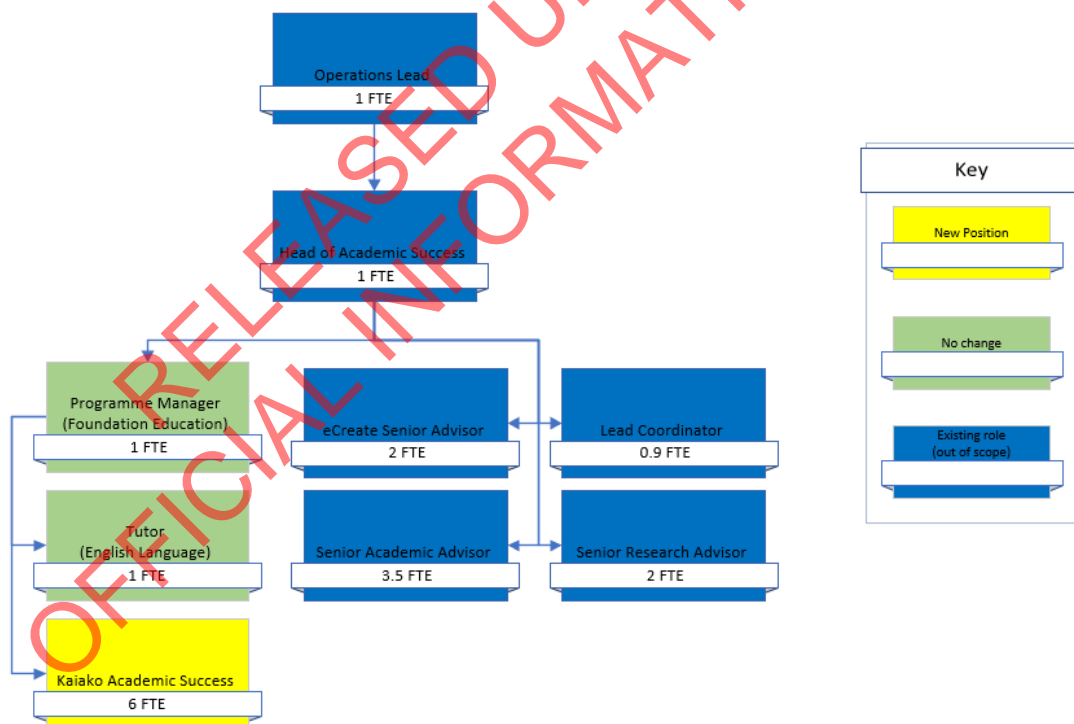 Operations Lead
1 FTE
Head of Academic Success
1 FTE
Programme Manager
(Foundation Education)
1 FTE
eCreate Senior Advisor
2 FTE
Lead Coordinator
0.9 FTE
Tutor
(English Language)
1 FTE
Senior Academic Advisor
3.5 FTE
Senior Research Advisor
2 FTE
Kaiako Academic Success
6 FTE
Key
New Position
No change
Existing role
(out of scope)
RELEASED
OFFICIAL